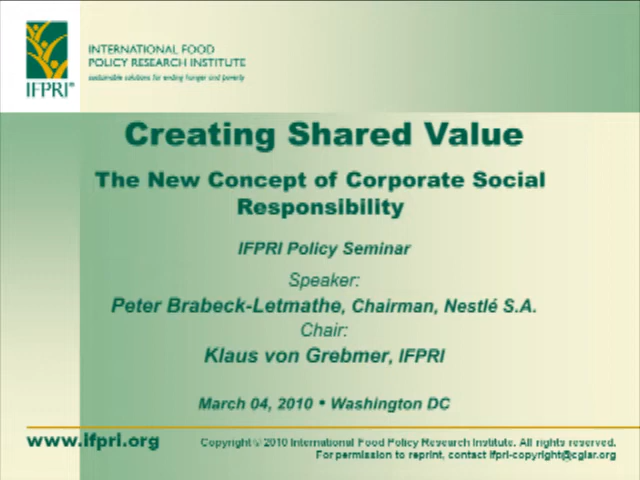 INTERNATIONAL FOOD
POLICY RESEARCH INSTITUTE
sustainable solutions for ending hunger and poverty
IFPRI®
Creating Shared Value
The New Concept of Corporate Social
Responsibility
IFPRI Policy Seminar
Speaker:
Peter Brabeck-Letmathe, Chairman, Nestlé S.A.
Chair:
Klaus von Grebmer, IFPRI
March 04, 2010 • Washington DC
www.ifpri.org
Copyright © 2010 International Food Policy Research Institute. All rights reserved.
For permission to reprint, contact ifpri-copyright@cgiar.org